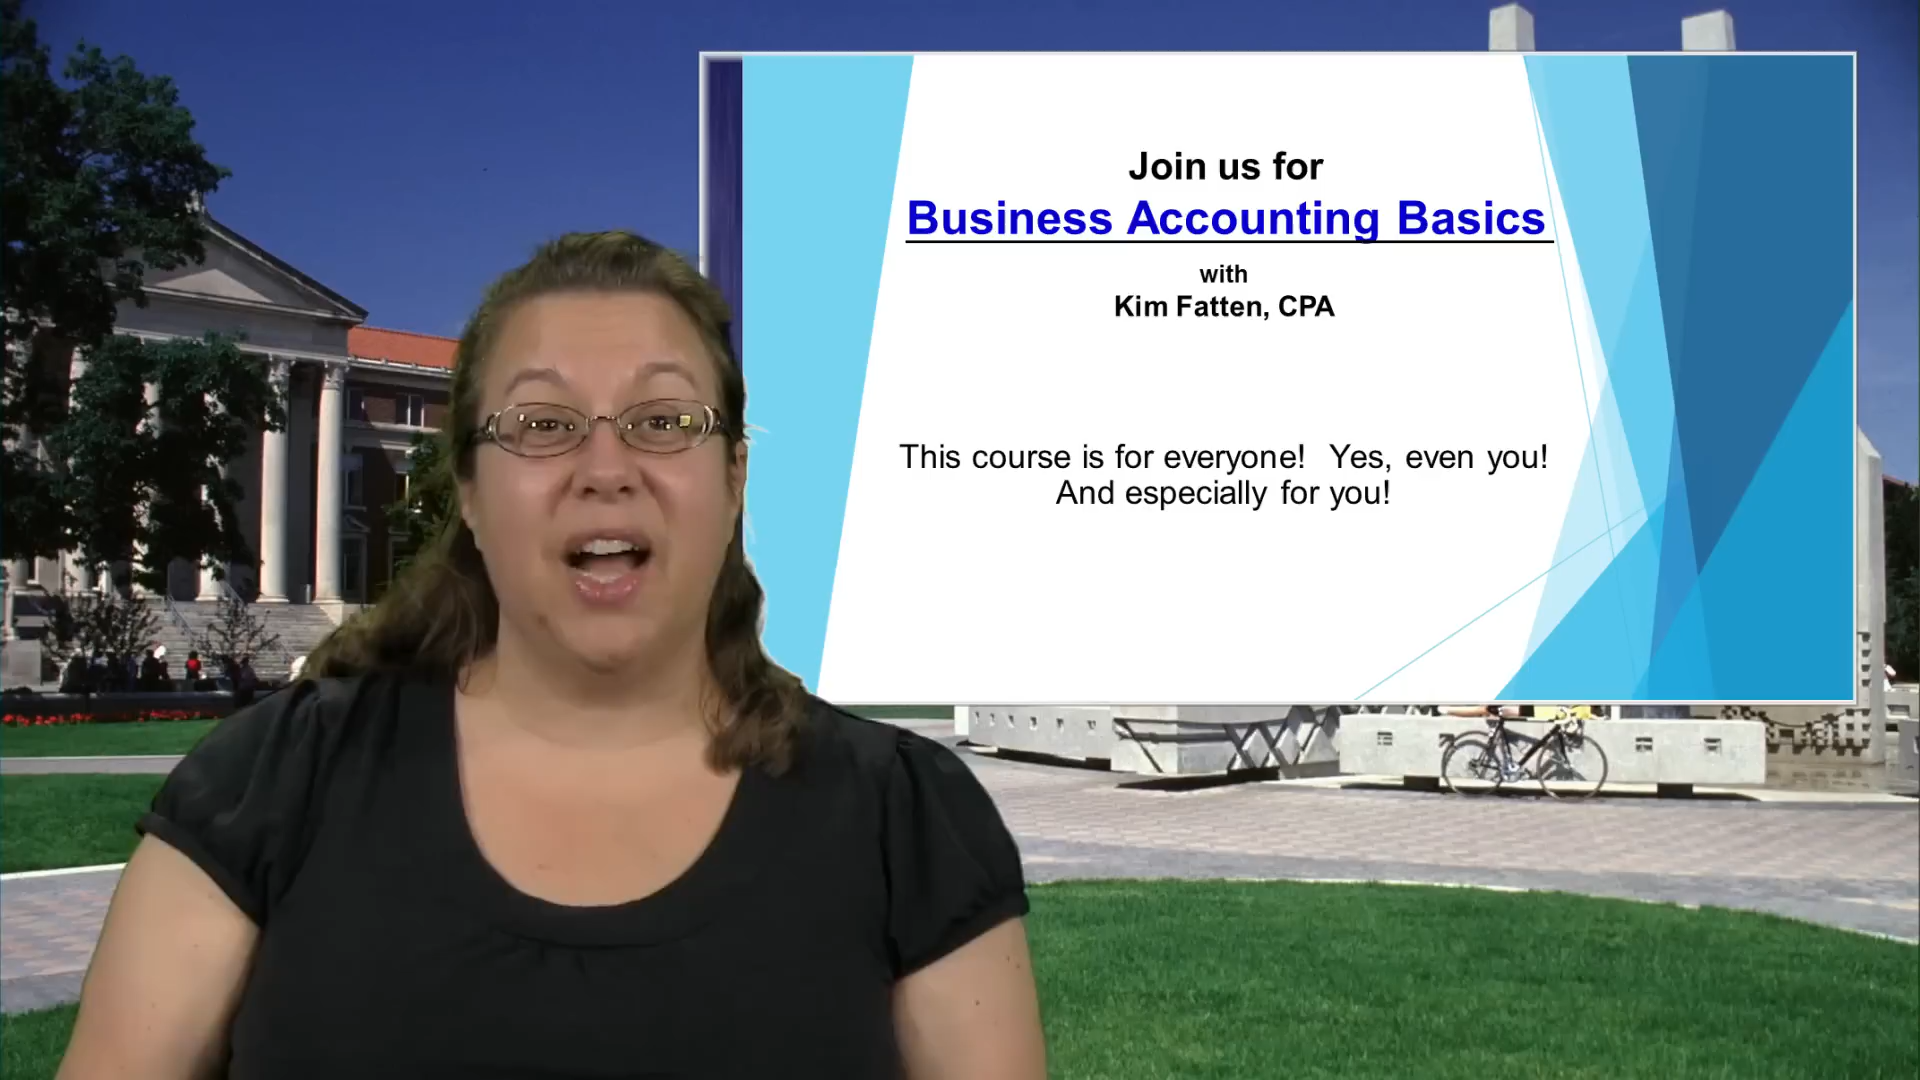 Join us for
Business Accounting Basics
with
Kim Fatten, CPA
This course is for everyone!  Yes, even you!
And especially for you!